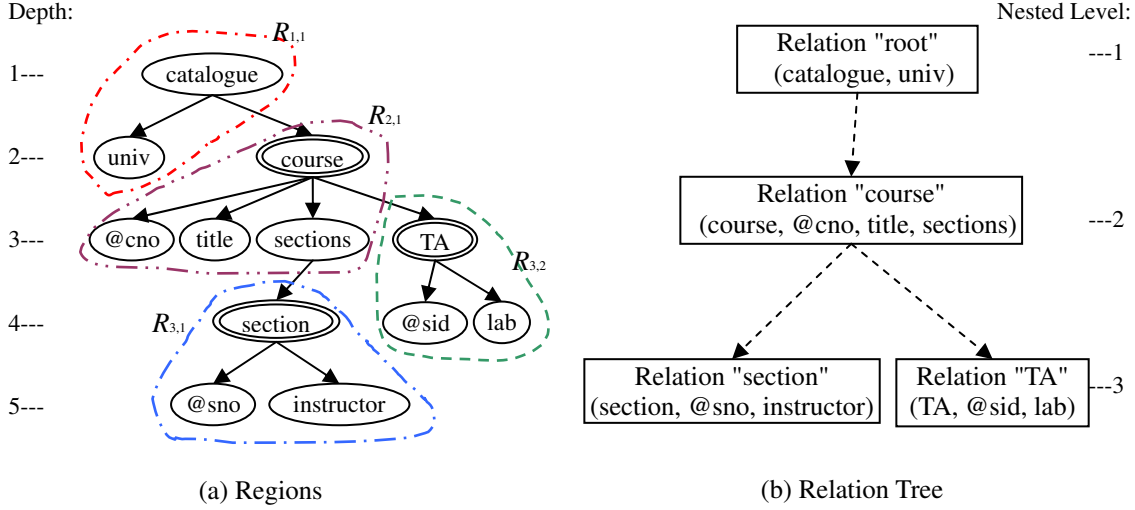 Depth:
R1,1
1---
catalogue
R2,1
2---
univ
course
3---
@cno
title
sections
TA
R3,2
R3,1
4---
section
@sid
lab
5---
@sno
instructor
(a) Regions
Nested Level:
Relation "root"
(catalogue, univ)
---1
Relation "course"
(course, @cno, title, sections)
---2
Relation "section"
(section, @sno, instructor)
Relation "TA"
(TA, @sid, lab)
---3
(b) Relation Tree